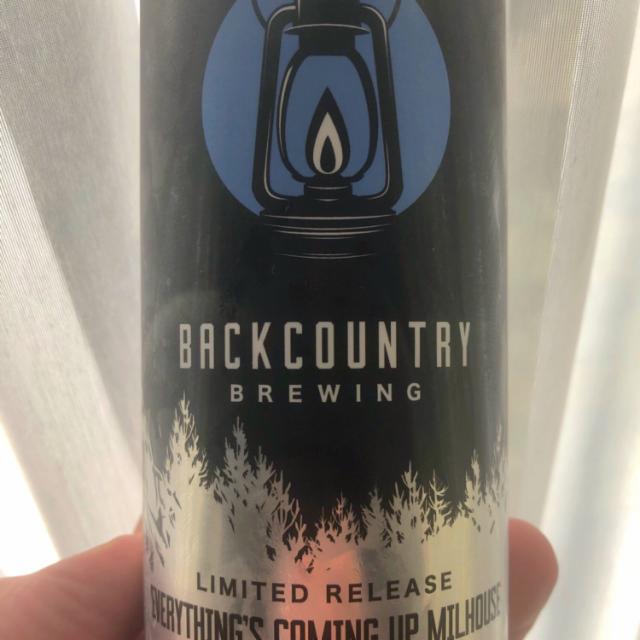 BACKCOUNTRY
BREWING
LIMITED RELEASE
EVERYTHING'S COMING UP MILHOUSE